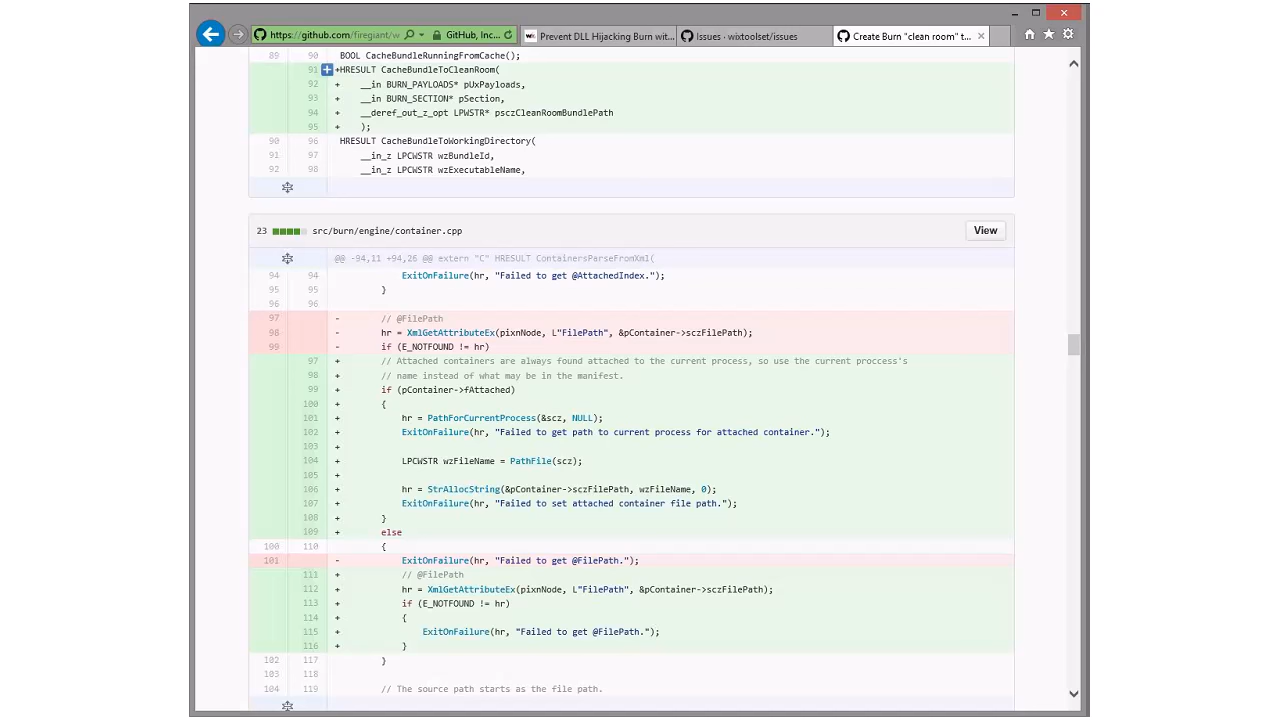 https://github.com/firegiant/w
GitHub, Inc...
Prevent DLL Hijacking Burn wit...
Issues · wixtoolset/issues
Create Burn "clean room" t...
89 90 BOOL CacheBundleRunningFromCache();
91 +HRESULT CacheBundleToCleanRoom(
92 + __in BURN_PAYLOADS* pUxPayloads,
93 + __in BURN_SECTION* pSection,
94 + __deref_out_z_opt LPWSTR* psczCleanRoomBundlePath
95 + );
90 96 HRESULT CacheBundleToWorkingDirectory(
91 97 __in_z LPCWSTR wzBundleId,
92 98 __in_z LPCWSTR wzExecutableName,
23 src/burn/engine/container.cpp View
@@ -94,11 +94,26 @@ extern "C" HRESULT ContainersParseFromXml(
94 94 ExitOnFailure(hr, "Failed to get @AttachedIndex.");
95 95 }
96 96
97 - // @FilePath
98 - hr = XmlGetAttributeEx(pixnNode, L"FilePath", &pContainer->sczFilePath);
99 - if (E_NOTFOUND != hr)
97 + // Attached containers are always found attached to the current process, so use the current proccess's
98 + // name instead of what may be in the manifest.
99 + if (pContainer->fAttached)
100 + {
101 + hr = PathForCurrentProcess(&scz, NULL);
102 + ExitOnFailure(hr, "Failed to get path to current process for attached container.");
103 +
104 + LPCWSTR wzFileName = PathFile(scz);
105 +
106 + hr = StrAllocString(&pContainer->sczFilePath, wzFileName, 0);
107 + ExitOnFailure(hr, "Failed to set attached container file path.");
108 + }
109 + else
100 110 {
101 - ExitOnFailure(hr, "Failed to get @FilePath.");
111 + // @FilePath
112 + hr = XmlGetAttributeEx(pixnNode, L"FilePath", &pContainer->sczFilePath);
113 + if (E_NOTFOUND != hr)
114 + {
115 + ExitOnFailure(hr, "Failed to get @FilePath.");
116 + }
102 117 }
103 118
104 119 // The source path starts as the file path.